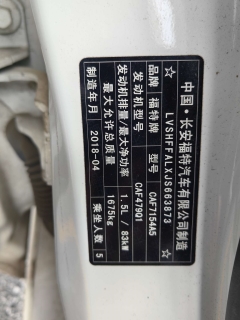 中国·长安福特汽车有限公司制造
☆LVSHFFALXJS663873☆
品牌 福特牌 型号 CAF7154A5
发动机型号 CAF479Q1
发动机排量/最大净功率 1.5L / 83kW
最大允许总质量 1675kg 乘坐人数 5
制造年月 2018-04